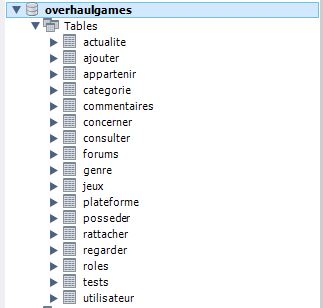 overhaulgames
Tables
actualite
ajouter
appartenir
categorie
commentaires
concerner
consulter
forums
genre
jeux
plateforme
posseder
rattacher
regarder
roles
tests
utilisateur